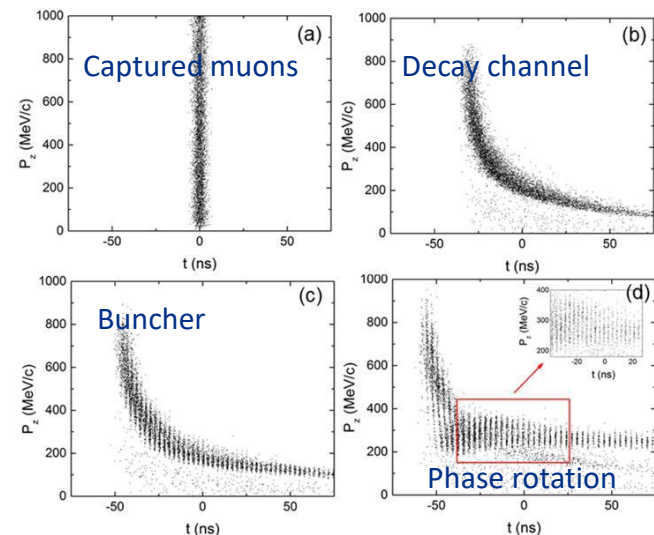 (a)
Captured muons
P_z (MeV/c)
1000
800
600
400
200
0
-50
0
50
t (ns)
(b)
Decay channel
P_z (MeV/c)
1000
800
600
400
200
0
-50
0
50
t (ns)
(c)
Buncher
P_z (MeV/c)
1000
800
600
400
200
0
-50
0
50
t (ns)
(d)
P_z (MeV/c)
400
300
200
-20
0
20
t (ns)
Phase rotation
P_z (MeV/c)
1000
800
600
400
200
0
-50
0
50
t (ns)